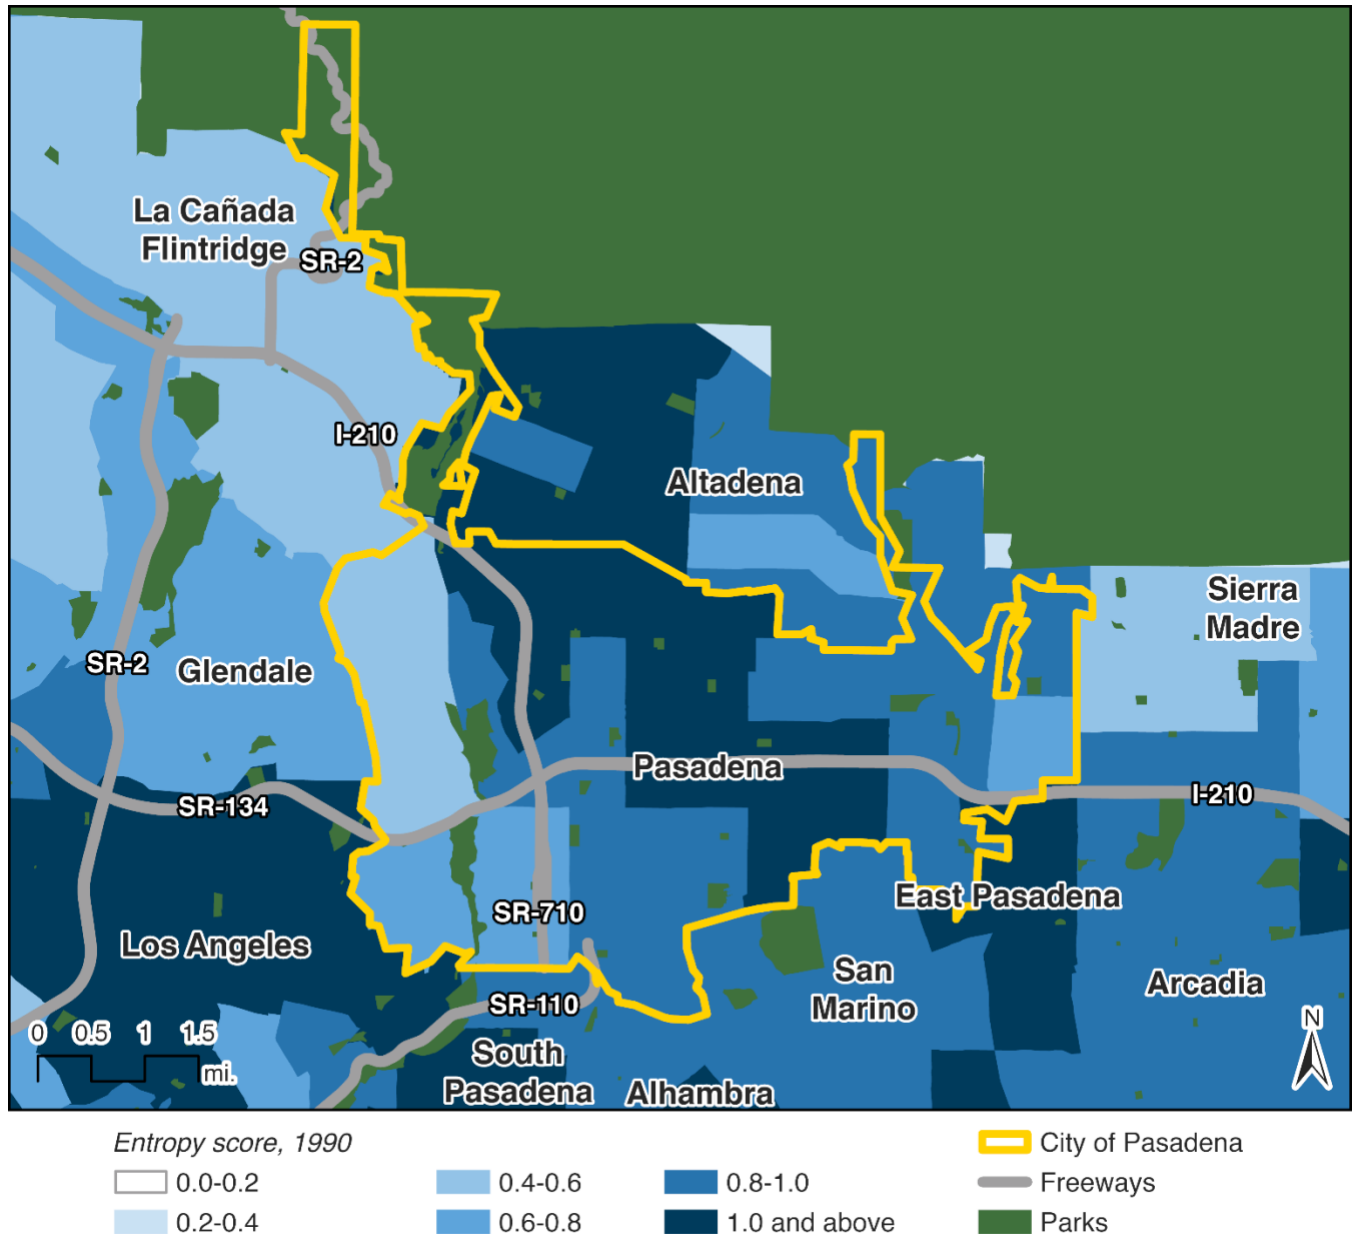 La Cañada
Flintridge
SR-2
I-210
Altadena
Sierra
Madre
SR-2
Glendale
Pasadena
SR-134
I-210
East Pasadena
SR-710
Los Angeles
San
Marino
Arcadia
SR-110
South
Pasadena
Alhambra
0 0.5 1 1.5
mi.
N
Entropy score, 1990
0.0-0.2
0.2-0.4
0.4-0.6
0.6-0.8
0.8-1.0
1.0 and above
City of Pasadena
Freeways
Parks